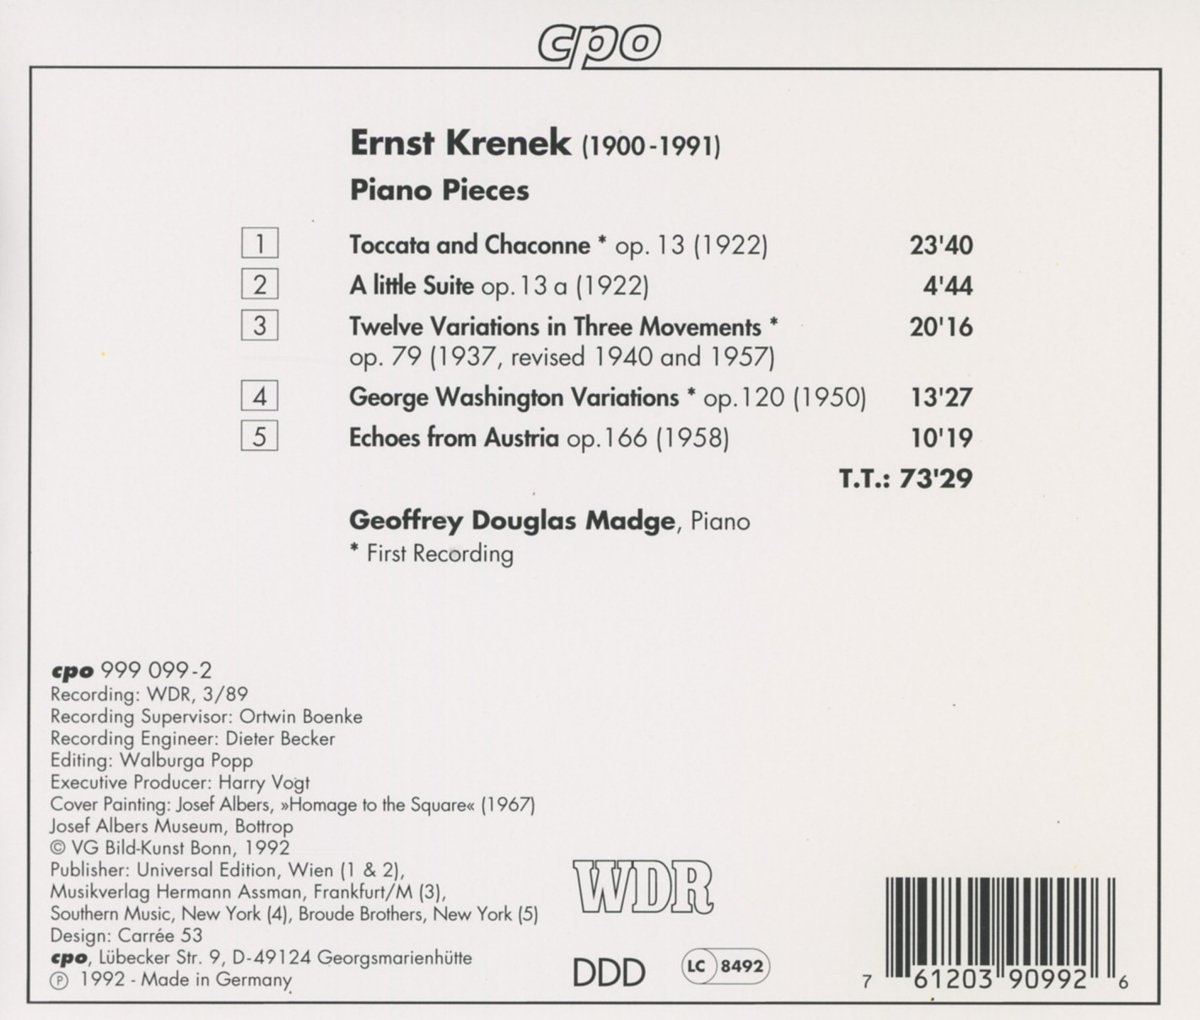 cpo
Ernst Krenek (1900-1991)
Piano Pieces
1 Toccata and Chaconne * op. 13 (1922) 23'40
2 A little Suite op. 13 a (1922) 4'44
3 Twelve Variations in Three Movements * 20'16
op. 79 (1937, revised 1940 and 1957)
4 George Washington Variations * op. 120 (1950) 13'27
5 Echoes from Austria op. 166 (1958) 10'19
T.T.: 73'29
Geoffrey Douglas Madge, Piano
* First Recording
cpo 999 099-2
Recording: WDR, 3/89
Recording Supervisor: Ortwin Boenke
Recording Engineer: Dieter Becker
Editing: Walburga Popp
Executive Producer: Harry Vogt
Cover Painting: Josef Albers, »Homage to the Square« (1967)
Josef Albers Museum, Bottrop
© VG Bild-Kunst Bonn, 1992
Publisher: Universal Edition, Wien (1 & 2),
Musikverlag Hermann Assman, Frankfurt/M (3),
Southern Music, New York (4), Broude Brothers, New York (5)
Design: Carrée 53
cpo, Lübecker Str. 9, D-49124 Georgsmarienhütte
℗ 1992 - Made in Germany
WDR
DDD
LC 8492
7 61203 90992 6